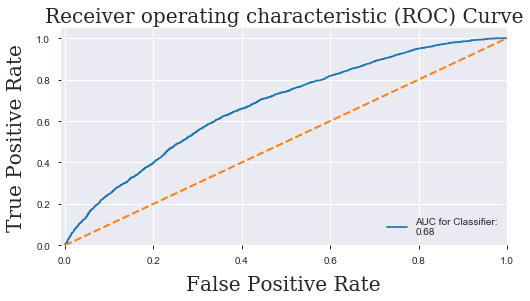 Receiver operating characteristic (ROC) Curve
True Positive Rate
1.0
0.8
0.6
0.4
0.2
0.0
AUC for Classifier:
0.68
0.0 0.2 0.4 0.6 0.8 1.0
False Positive Rate